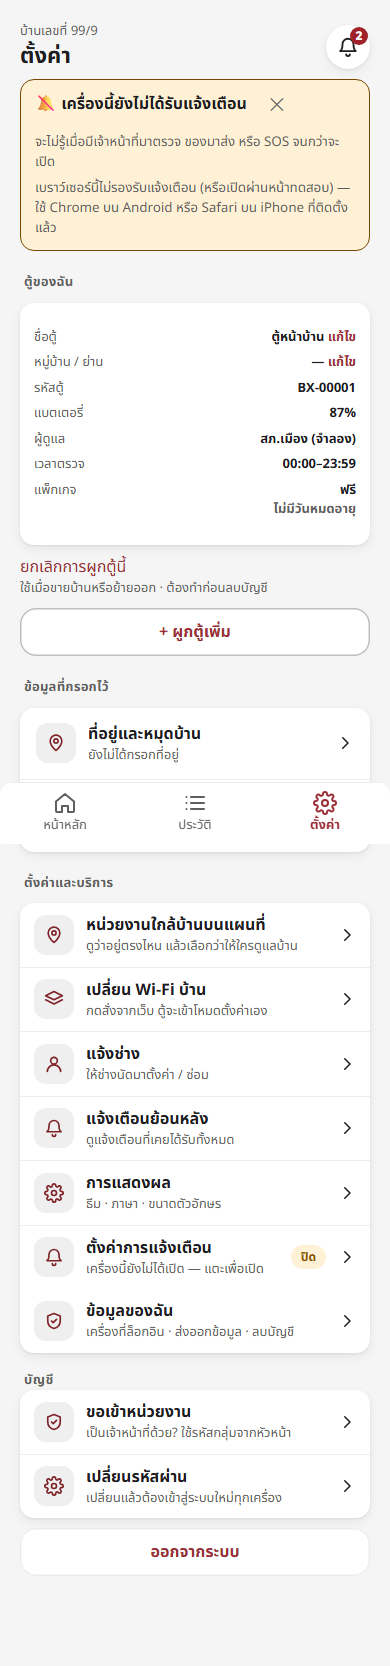 บ้านเลขที่ 99/9
ตั้งค่า
2
เครื่องนี้ยังไม่ได้รับแจ้งเตือน
จะไม่รู้เมื่อมีเจ้าหน้าที่มาตรวจ ของมาส่ง หรือ SOS จนกว่าจะ
เปิด
เบราว์เซอร์นี้ไม่รองรับแจ้งเตือน (หรือเปิดผ่านหน้าทดสอบ) —
ใช้ Chrome บน Android หรือ Safari บน iPhone ที่ติดตั้ง
แล้ว
ตู้ของฉัน
ชื่อตู้ ตู้หน้าบ้าน แก้ไข
หมู่บ้าน / ย่าน — แก้ไข
รหัสตู้ BX-00001
แบตเตอรี่ 87%
ผู้ดูแล สภ.เมือง (จำลอง)
เวลาตรวจ 00:00–23:59
แพ็กเกจ ฟรี
ไม่มีวันหมดอายุ
ยกเลิกการผูกตู้นี้
ใช้เมื่อขายบ้านหรือย้ายออก · ต้องทำก่อนลบบัญชี
+ ผูกตู้เพิ่ม
ข้อมูลที่กรอกไว้
ที่อยู่และหมุดบ้าน
ยังไม่ได้กรอกที่อยู่
หน้าหลัก ประวัติ ตั้งค่า
ตั้งค่าและบริการ
หน่วยงานใกล้บ้านบนแผนที่
ดูว่าอยู่ตรงไหน แล้วเลือกว่าให้ใครดูแลบ้าน
เปลี่ยน Wi-Fi บ้าน
กดสั่งจากเว็บ ตู้จะเข้าโหมดตั้งค่าเอง
แจ้งช่าง
ให้ช่างนัดมาตั้งค่า / ซ่อม
แจ้งเตือนย้อนหลัง
ดูแจ้งเตือนที่เคยได้รับทั้งหมด
การแสดงผล
ธีม · ภาษา · ขนาดตัวอักษร
ตั้งค่าการแจ้งเตือน
เครื่องนี้ยังไม่ได้เปิด — แตะเพื่อเปิด
ปิด
ข้อมูลของฉัน
เครื่องที่ล็อกอิน · ส่งออกข้อมูล · ลบบัญชี
บัญชี
ขอเข้าหน่วยงาน
เป็นเจ้าหน้าที่ด้วย? ใช้รหัสกลุ่มจากหัวหน้า
เปลี่ยนรหัสผ่าน
เปลี่ยนแล้วต้องเข้าสู่ระบบใหม่ทุกเครื่อง
ออกจากระบบ